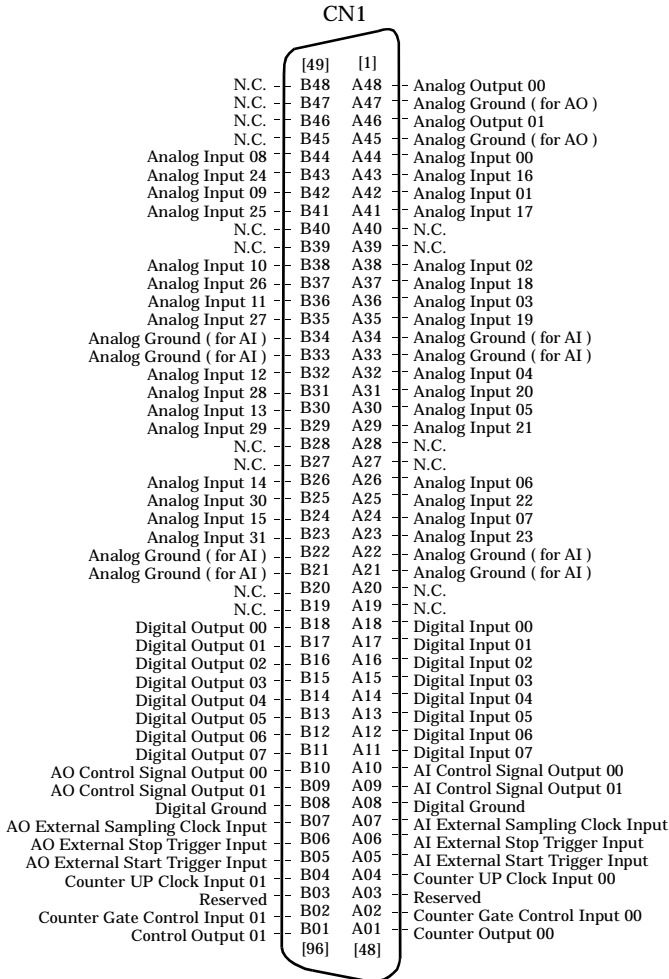 CN1
[49] [1]
N.C. B48 A48 Analog Output 00
N.C. B47 A47 Analog Ground ( for AO )
N.C. B46 A46 Analog Output 01
N.C. B45 A45 Analog Ground ( for AO )
Analog Input 08 B44 A44 Analog Input 00
Analog Input 24 B43 A43 Analog Input 16
Analog Input 09 B42 A42 Analog Input 01
Analog Input 25 B41 A41 Analog Input 17
N.C. B40 A40 N.C.
N.C. B39 A39 N.C.
Analog Input 10 B38 A38 Analog Input 02
Analog Input 26 B37 A37 Analog Input 18
Analog Input 11 B36 A36 Analog Input 03
Analog Input 27 B35 A35 Analog Input 19
Analog Ground ( for AI ) B34 A34 Analog Ground ( for AI )
Analog Ground ( for AI ) B33 A33 Analog Ground ( for AI )
Analog Input 12 B32 A32 Analog Input 04
Analog Input 28 B31 A31 Analog Input 20
Analog Input 13 B30 A30 Analog Input 05
Analog Input 29 B29 A29 Analog Input 21
N.C. B28 A28 N.C.
N.C. B27 A27 N.C.
Analog Input 14 B26 A26 Analog Input 06
Analog Input 30 B25 A25 Analog Input 22
Analog Input 15 B24 A24 Analog Input 07
Analog Input 31 B23 A23 Analog Input 23
Analog Ground ( for AI ) B22 A22 Analog Ground ( for AI )
Analog Ground ( for AI ) B21 A21 Analog Ground ( for AI )
N.C. B20 A20 N.C.
N.C. B19 A19 N.C.
Digital Output 00 B18 A18 Digital Input 00
Digital Output 01 B17 A17 Digital Input 01
Digital Output 02 B16 A16 Digital Input 02
Digital Output 03 B15 A15 Digital Input 03
Digital Output 04 B14 A14 Digital Input 04
Digital Output 05 B13 A13 Digital Input 05
Digital Output 06 B12 A12 Digital Input 06
Digital Output 07 B11 A11 Digital Input 07
AO Control Signal Output 00 B10 A10 AI Control Signal Output 00
AO Control Signal Output 01 B09 A09 AI Control Signal Output 01
Digital Ground B08 A08 Digital Ground
AO External Sampling Clock Input B07 A07 AI External Sampling Clock Input
AO External Stop Trigger Input B06 A06 AI External Stop Trigger Input
AO External Start Trigger Input B05 A05 AI External Start Trigger Input
Counter UP Clock Input 01 B04 A04 Counter UP Clock Input 00
Reserved B03 A03 Reserved
Counter Gate Control Input 01 B02 A02 Counter Gate Control Input 00
Control Output 01 B01 A01 Counter Output 00
[96] [48]